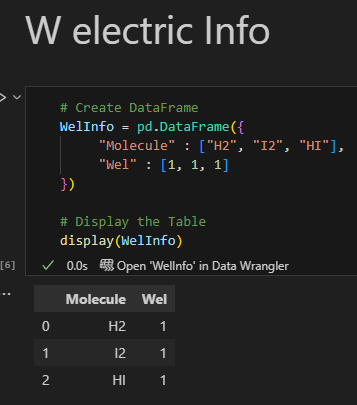 W electric Info
# Create DataFrame
WelInfo = pd.DataFrame({
"Molecule" : ["H2", "I2", "HI"],
"Wel" : [1, 1, 1]
})
# Display the Table
display(WelInfo)
[6] ✓ 0.0s Open 'WelInfo' in Data Wrangler
...
Molecule Wel
0 H2 1
1 I2 1
2 HI 1